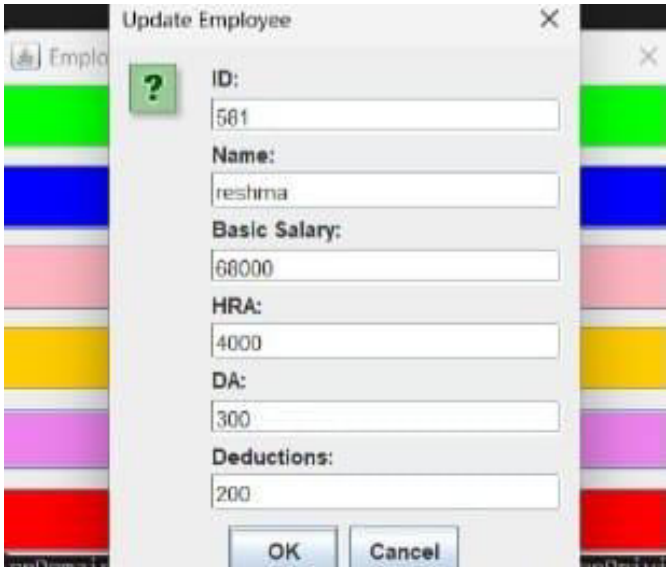 Update Employee
Emplo
?
ID:
581
Name:
reshma
Basic Salary:
68000
HRA:
4000
DA:
300
Deductions:
200
OK
Cancel